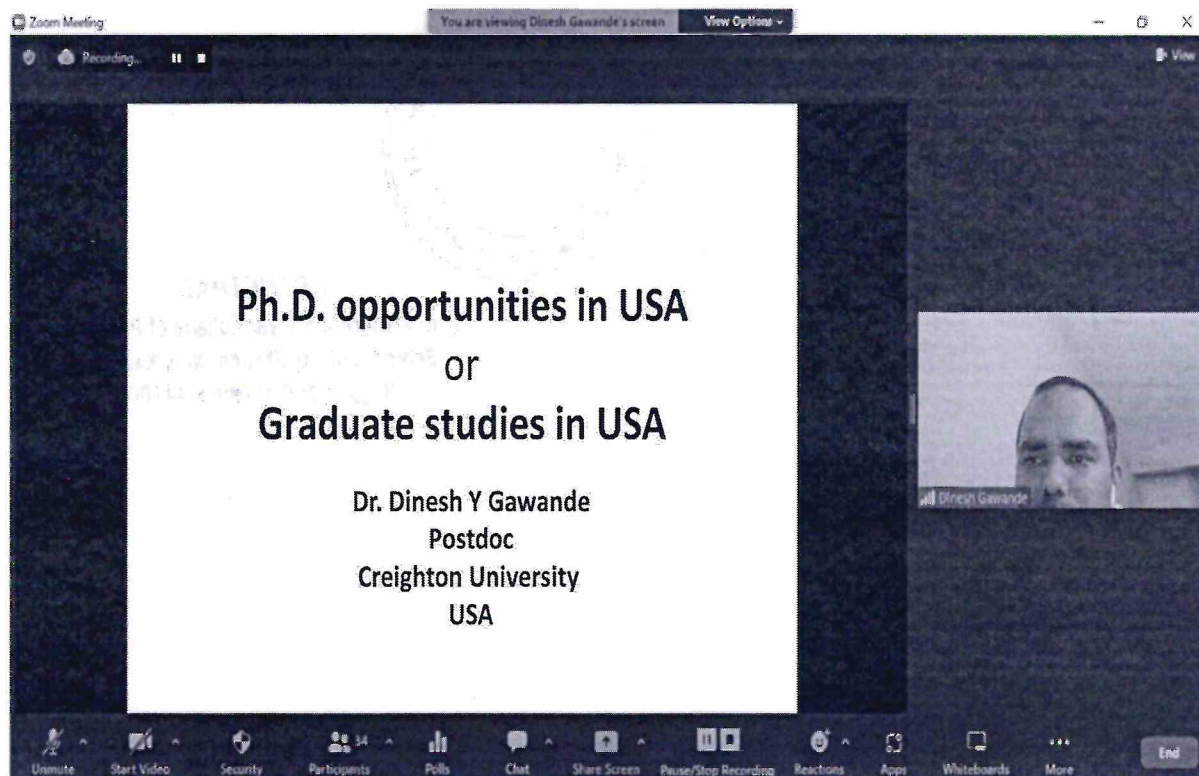 Zoom Meeting
You are viewing Dinesh Gawande's screen
View Options
Recording...
View
Ph.D. opportunities in USA
or
Graduate studies in USA
Dr. Dinesh Y Gawande
Postdoc
Creighton University
USA
Dinesh Gawande
Unmute
Start Video
Security
Participants
Polls
Chat
Share Screen
Pause/Stop Recording
Reactions
Apps
Whiteboards
More
End